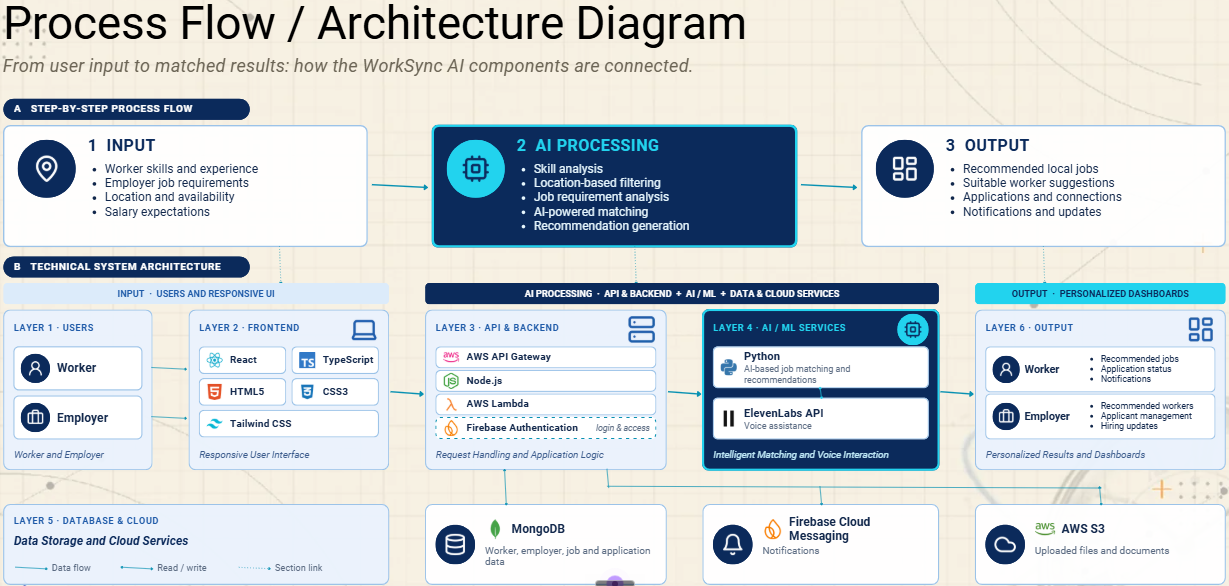 Process Flow / Architecture Diagram
From user input to matched results: how the WorkSync AI components are connected.
A STEP-BY-STEP PROCESS FLOW
1 INPUT
• Worker skills and experience
• Employer job requirements
• Location and availability
• Salary expectations
2 AI PROCESSING
• Skill analysis
• Location-based filtering
• Job requirement analysis
• AI-powered matching
• Recommendation generation
3 OUTPUT
• Recommended local jobs
• Suitable worker suggestions
• Applications and connections
• Notifications and updates
B TECHNICAL SYSTEM ARCHITECTURE
INPUT · USERS AND RESPONSIVE UI
AI PROCESSING · API & BACKEND + AI / ML + DATA & CLOUD SERVICES
OUTPUT · PERSONALIZED DASHBOARDS
LAYER 1 · USERS
Worker
Employer
Worker and Employer
LAYER 2 · FRONTEND
React
TS
TypeScript
HTML5
CSS3
Tailwind CSS
Responsive User Interface
LAYER 3 · API & BACKEND
aws
AWS API Gateway
Node.js
AWS Lambda
Firebase Authentication login & access
Request Handling and Application Logic
LAYER 4 · AI / ML SERVICES
Python
AI-based job matching and
recommendations
ElevenLabs API
Voice assistance
Intelligent Matching and Voice Interaction
LAYER 6 · OUTPUT
Worker
• Recommended jobs
• Application status
• Notifications
Employer
• Recommended workers
• Applicant management
• Hiring updates
Personalized Results and Dashboards
LAYER 5 · DATABASE & CLOUD
Data Storage and Cloud Services
Data flow
Read / write
Section link
MongoDB
Worker, employer, job and application
data
Firebase Cloud
Messaging
Notifications
aws
AWS S3
Uploaded files and documents